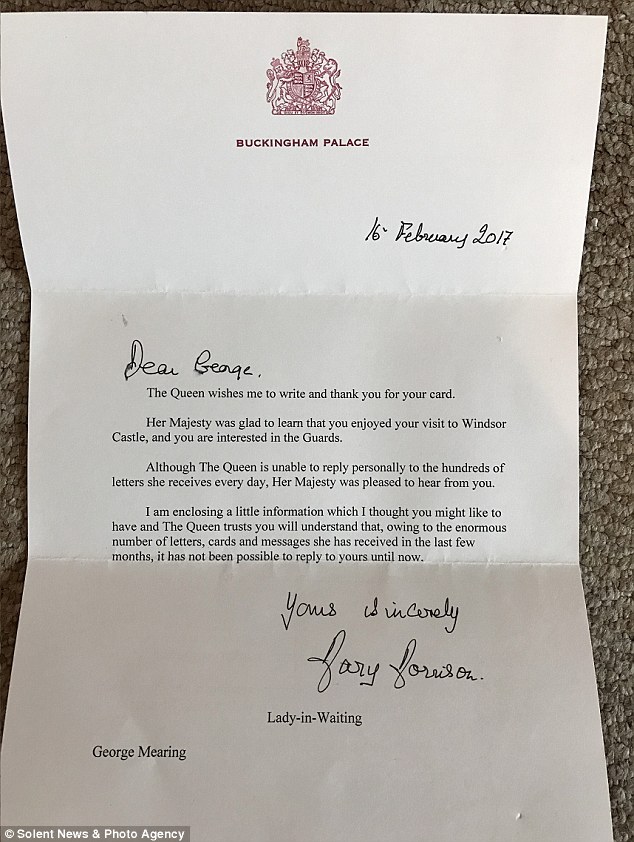 BUCKINGHAM PALACE
16 February 2017
Dear George.
The Queen wishes me to write and thank you for your card.
Her Majesty was glad to learn that you enjoyed your visit to Windsor
Castle, and you are interested in the Guards.
Although The Queen is unable to reply personally to the hundreds of
letters she receives every day, Her Majesty was pleased to hear from you.
I am enclosing a little information which I thought you might like to
have and The Queen trusts you will understand that, owing to the enormous
number of letters, cards and messages she has received in the last few
months, it has not been possible to reply to yours until now.
Yours sincerely
Lady-in-Waiting
George Mearing
© Solent News & Photo Agency